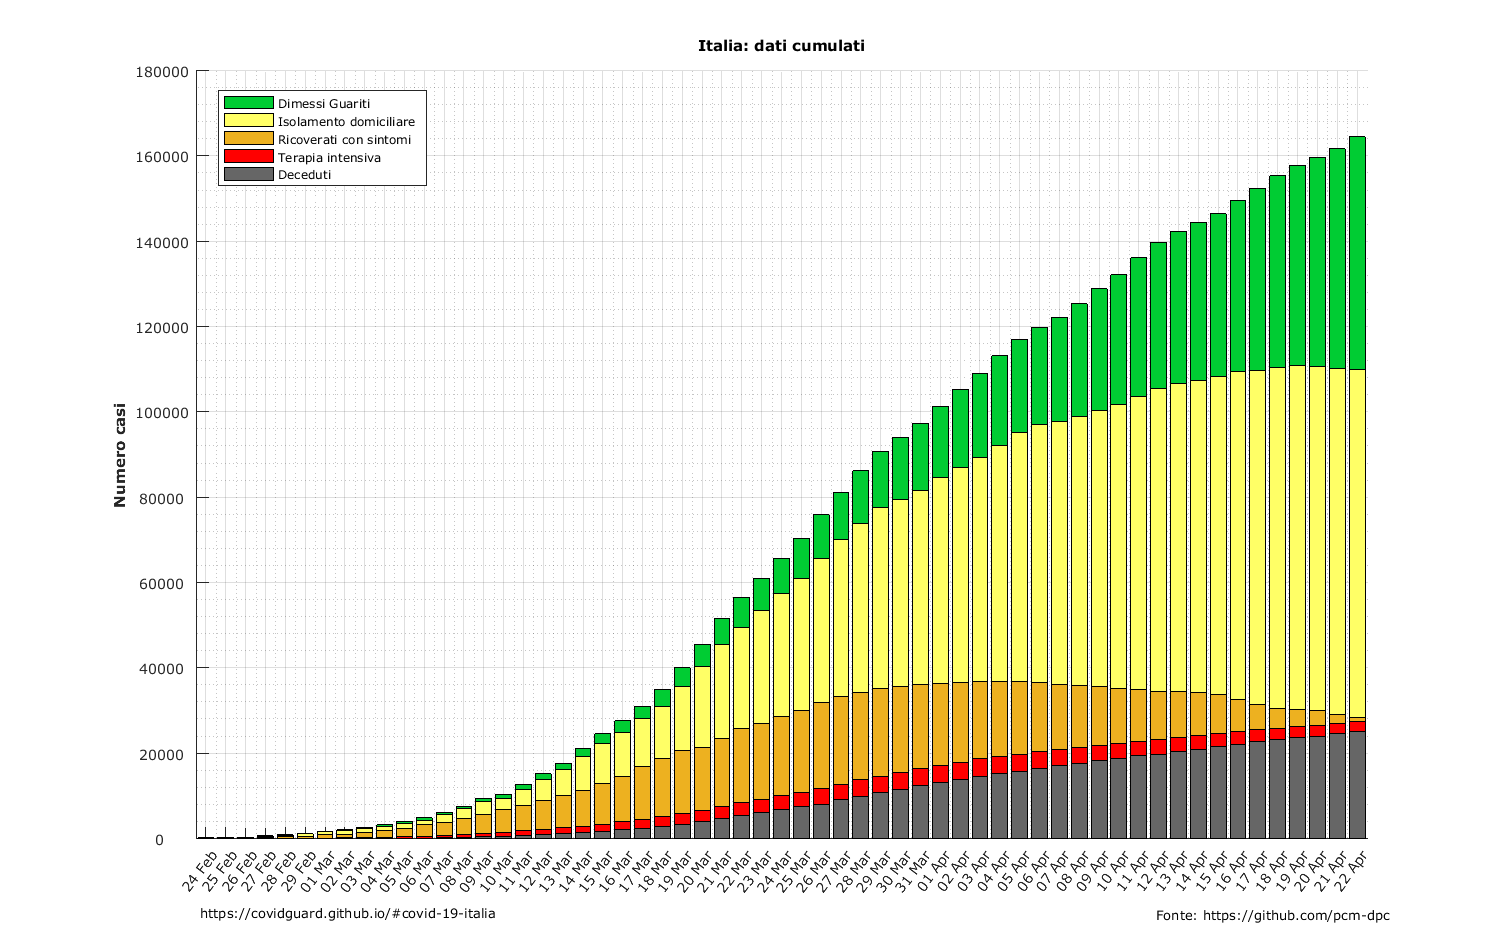 Italia: dati cumulati
180000
160000
140000
120000
100000
80000
60000
40000
20000
0
Numero casi
Dimessi Guariti
Isolamento domiciliare
Ricoverati con sintomi
Terapia intensiva
Deceduti
24 Feb
25 Feb
26 Feb
27 Feb
28 Feb
29 Feb
01 Mar
02 Mar
03 Mar
04 Mar
05 Mar
06 Mar
07 Mar
08 Mar
09 Mar
10 Mar
11 Mar
12 Mar
13 Mar
14 Mar
15 Mar
16 Mar
17 Mar
18 Mar
19 Mar
20 Mar
21 Mar
22 Mar
23 Mar
24 Mar
25 Mar
26 Mar
27 Mar
28 Mar
29 Mar
30 Mar
31 Mar
01 Apr
02 Apr
03 Apr
04 Apr
05 Apr
06 Apr
07 Apr
08 Apr
09 Apr
10 Apr
11 Apr
12 Apr
13 Apr
14 Apr
15 Apr
16 Apr
17 Apr
18 Apr
19 Apr
20 Apr
21 Apr
22 Apr
https://covidguard.github.io/#covid-19-italia
Fonte: https://github.com/pcm-dpc